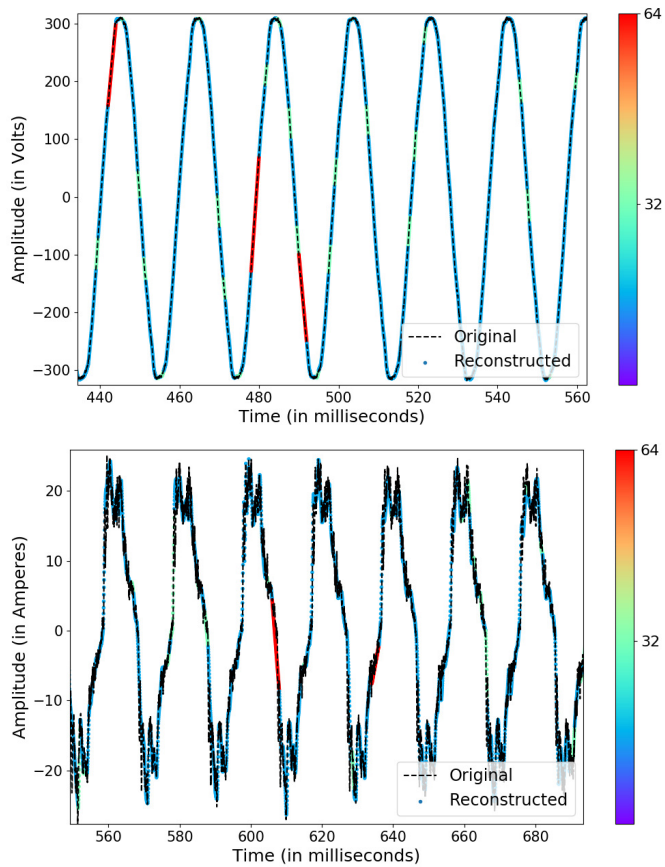 300
200
100
0
−100
−200
−300
Amplitude (in Volts)
440 460 480 500 520 540 560
Time (in milliseconds)
Original
Reconstructed
64
32
20
10
0
−10
−20
Amplitude (in Amperes)
560 580 600 620 640 660 680
Time (in milliseconds)
Original
Reconstructed
64
32